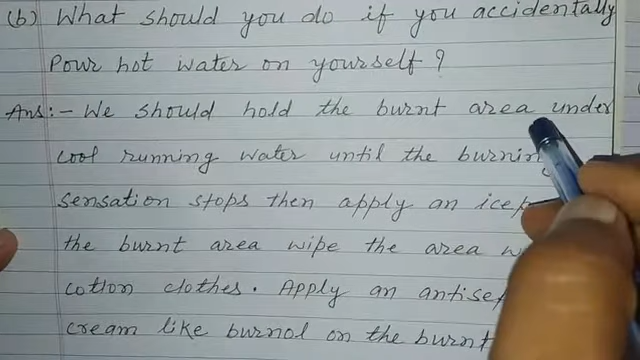 (b) What should you do if you accidentally
Pour hot water on yourself?
Ans:- We should hold the burnt area under
cool running water until the
sensation stops then apply an
the burnt area wipe the area
cotton clothes. Apply an
cream like burnol on the burnt